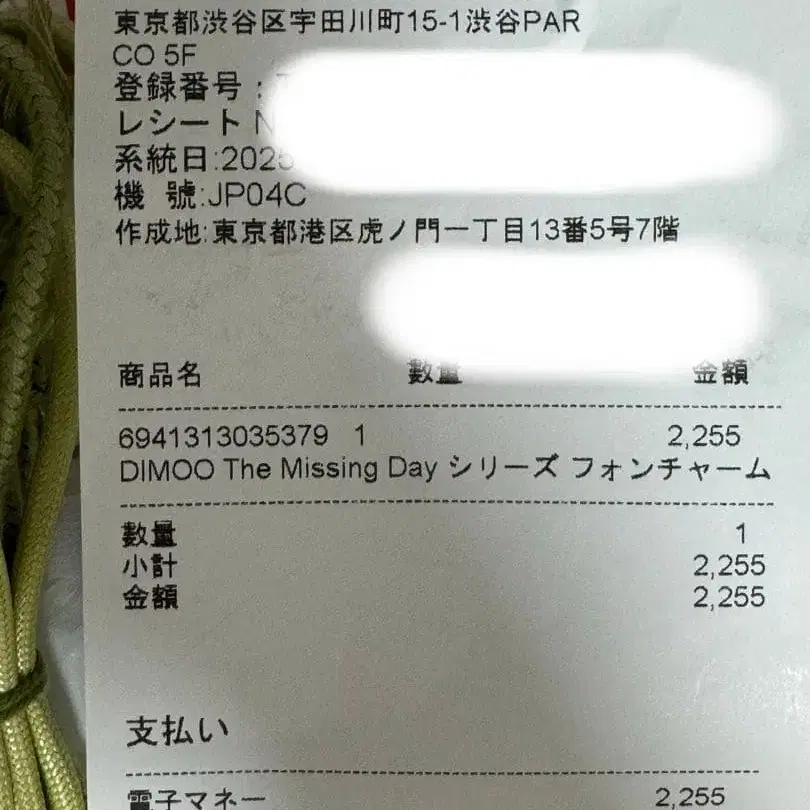 東京都渋谷区宇田川町15-1渋谷PAR
CO 5F
登録番号:
レシート N
系統日:2025
機 號:JP04C
作成地:東京都港区虎ノ門一丁目13番5号7階
商品名 數量 金額
6941313035379 1 2,255
DIMOO The Missing Day シリーズ フォンチャーム
數量 1
小計 2,255
金額 2,255
支払い
電子マネー 2,255